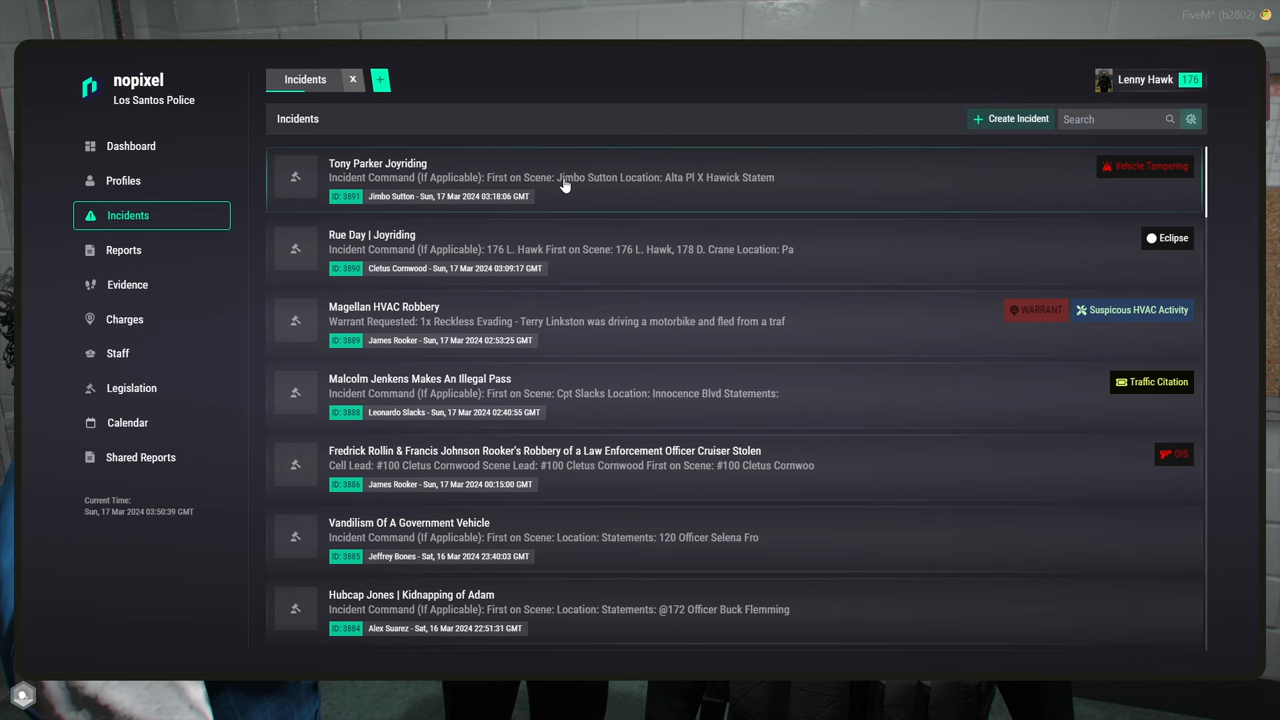 FiveM* (b2802)
nopixel
Los Santos Police
Incidents
x
+
Lenny Hawk 176
Incidents
+ Create Incident
Search
Dashboard
Profiles
Incidents
Reports
Evidence
Charges
Staff
Legislation
Calendar
Shared Reports
Current Time:
Sun, 17 Mar 2024 03:50:39 GMT
Tony Parker Joyriding
Incident Command (If Applicable): First on Scene: Jimbo Sutton Location: Alta Pl X Hawick Statem
ID: 3891 Jimbo Sutton - Sun, 17 Mar 2024 03:18:06 GMT
Vehicle Tampering
Rue Day | Joyriding
Incident Command (If Applicable): 176 L. Hawk First on Scene: 176 L. Hawk, 178 D. Crane Location: Pa
ID: 3890 Cletus Cornwood - Sun, 17 Mar 2024 03:09:17 GMT
Eclipse
Magellan HVAC Robbery
Warrant Requested: 1x Reckless Evading - Terry Linkston was driving a motorbike and fled from a traf
ID: 3889 James Rooker - Sun, 17 Mar 2024 02:53:25 GMT
WARRANT
Suspicous HVAC Activity
Malcolm Jenkens Makes An Illegal Pass
Incident Command (If Applicable): First on Scene: Cpt Slacks Location: Innocence Blvd Statements:
ID: 3888 Leonardo Slacks - Sun, 17 Mar 2024 02:40:55 GMT
Traffic Citation
Fredrick Rollin & Francis Johnson Rooker's Robbery of a Law Enforcement Officer Cruiser Stolen
Cell Lead: #100 Cletus Cornwood Scene Lead: #100 Cletus Cornwood First on Scene: #100 Cletus Cornwoo
ID: 3886 James Rooker - Sun, 17 Mar 2024 00:15:00 GMT
OIS
Vandilism Of A Government Vehicle
Incident Command (If Applicable): First on Scene: Location: Statements: 120 Officer Selena Fro
ID: 3885 Jeffrey Bones - Sat, 16 Mar 2024 23:40:03 GMT
Hubcap Jones | Kidnapping of Adam
Incident Command (If Applicable): First on Scene: Location: Statements: @172 Officer Buck Flemming
ID: 3884 Alex Suarez - Sat, 16 Mar 2024 22:51:31 GMT